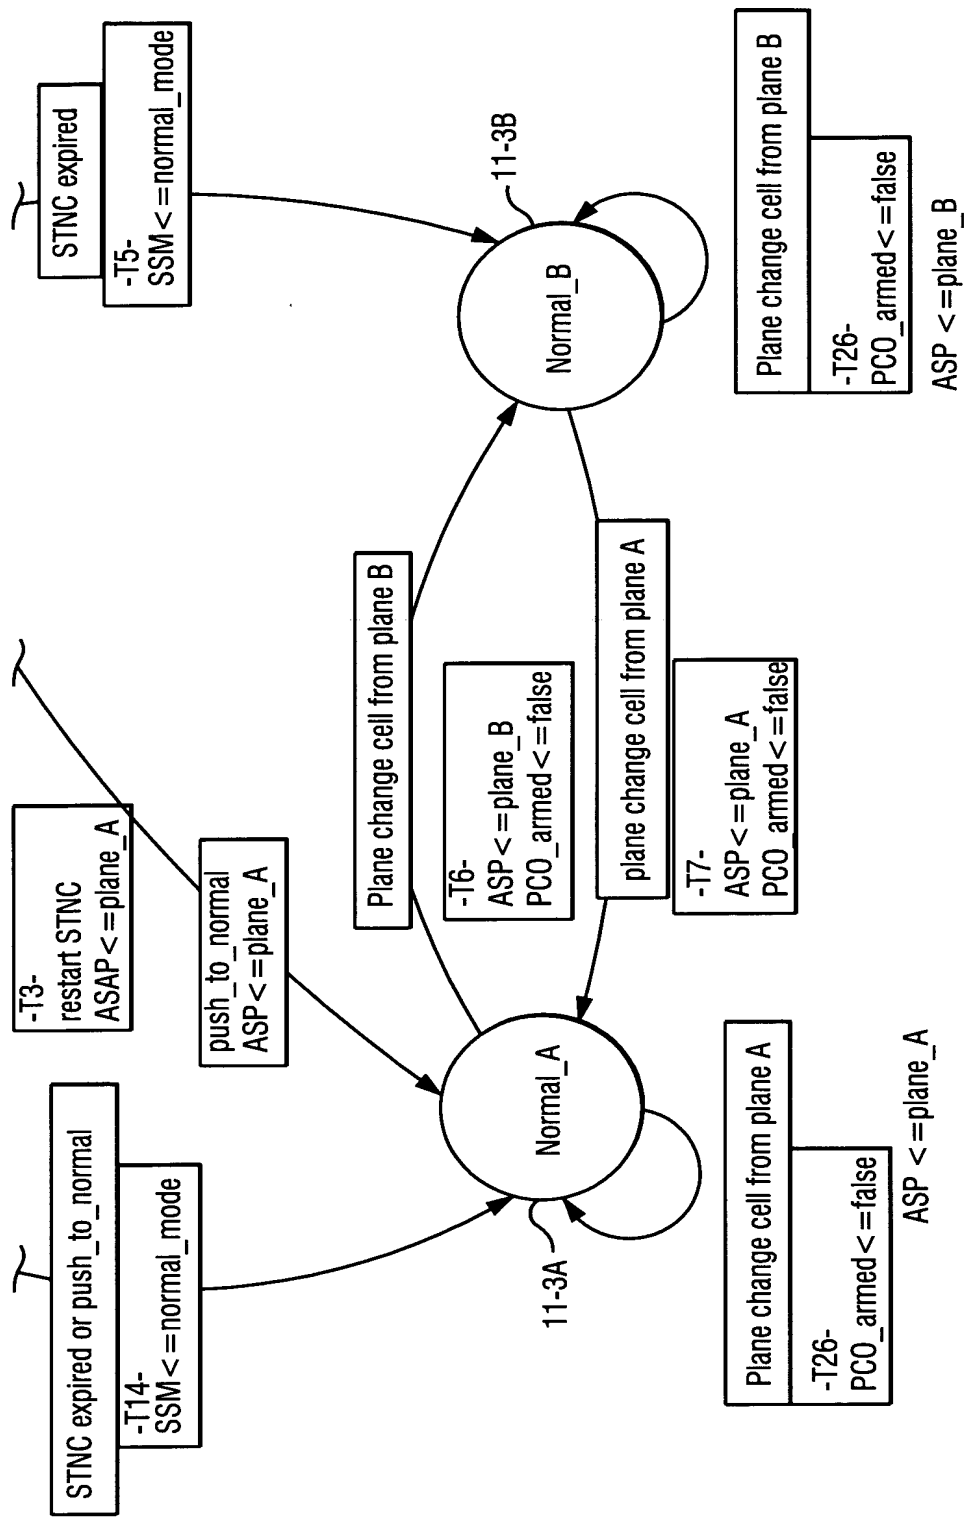 STNC expired or push_to_normal
-T14-
SSM<=normal_mode
-T3-
restart STNC
ASAP<=plane_A
push_to_normal
ASP<=plane_A
STNC expired
-T5-
SSM<=normal_mode
Plane change cell from plane B
-T6-
ASP<=plane_B
PCO_armed<=false
plane change cell from plane A
-T7-
ASP<=plane_A
PCO_armed<=false
Normal_A
11-3A
Normal_B
11-3B
Plane change cell from plane A
-T26-
PCO_armed<=false
ASP <=plane_A
Plane change cell from plane B
-T26-
PCO_armed<=false
ASP <=plane_B